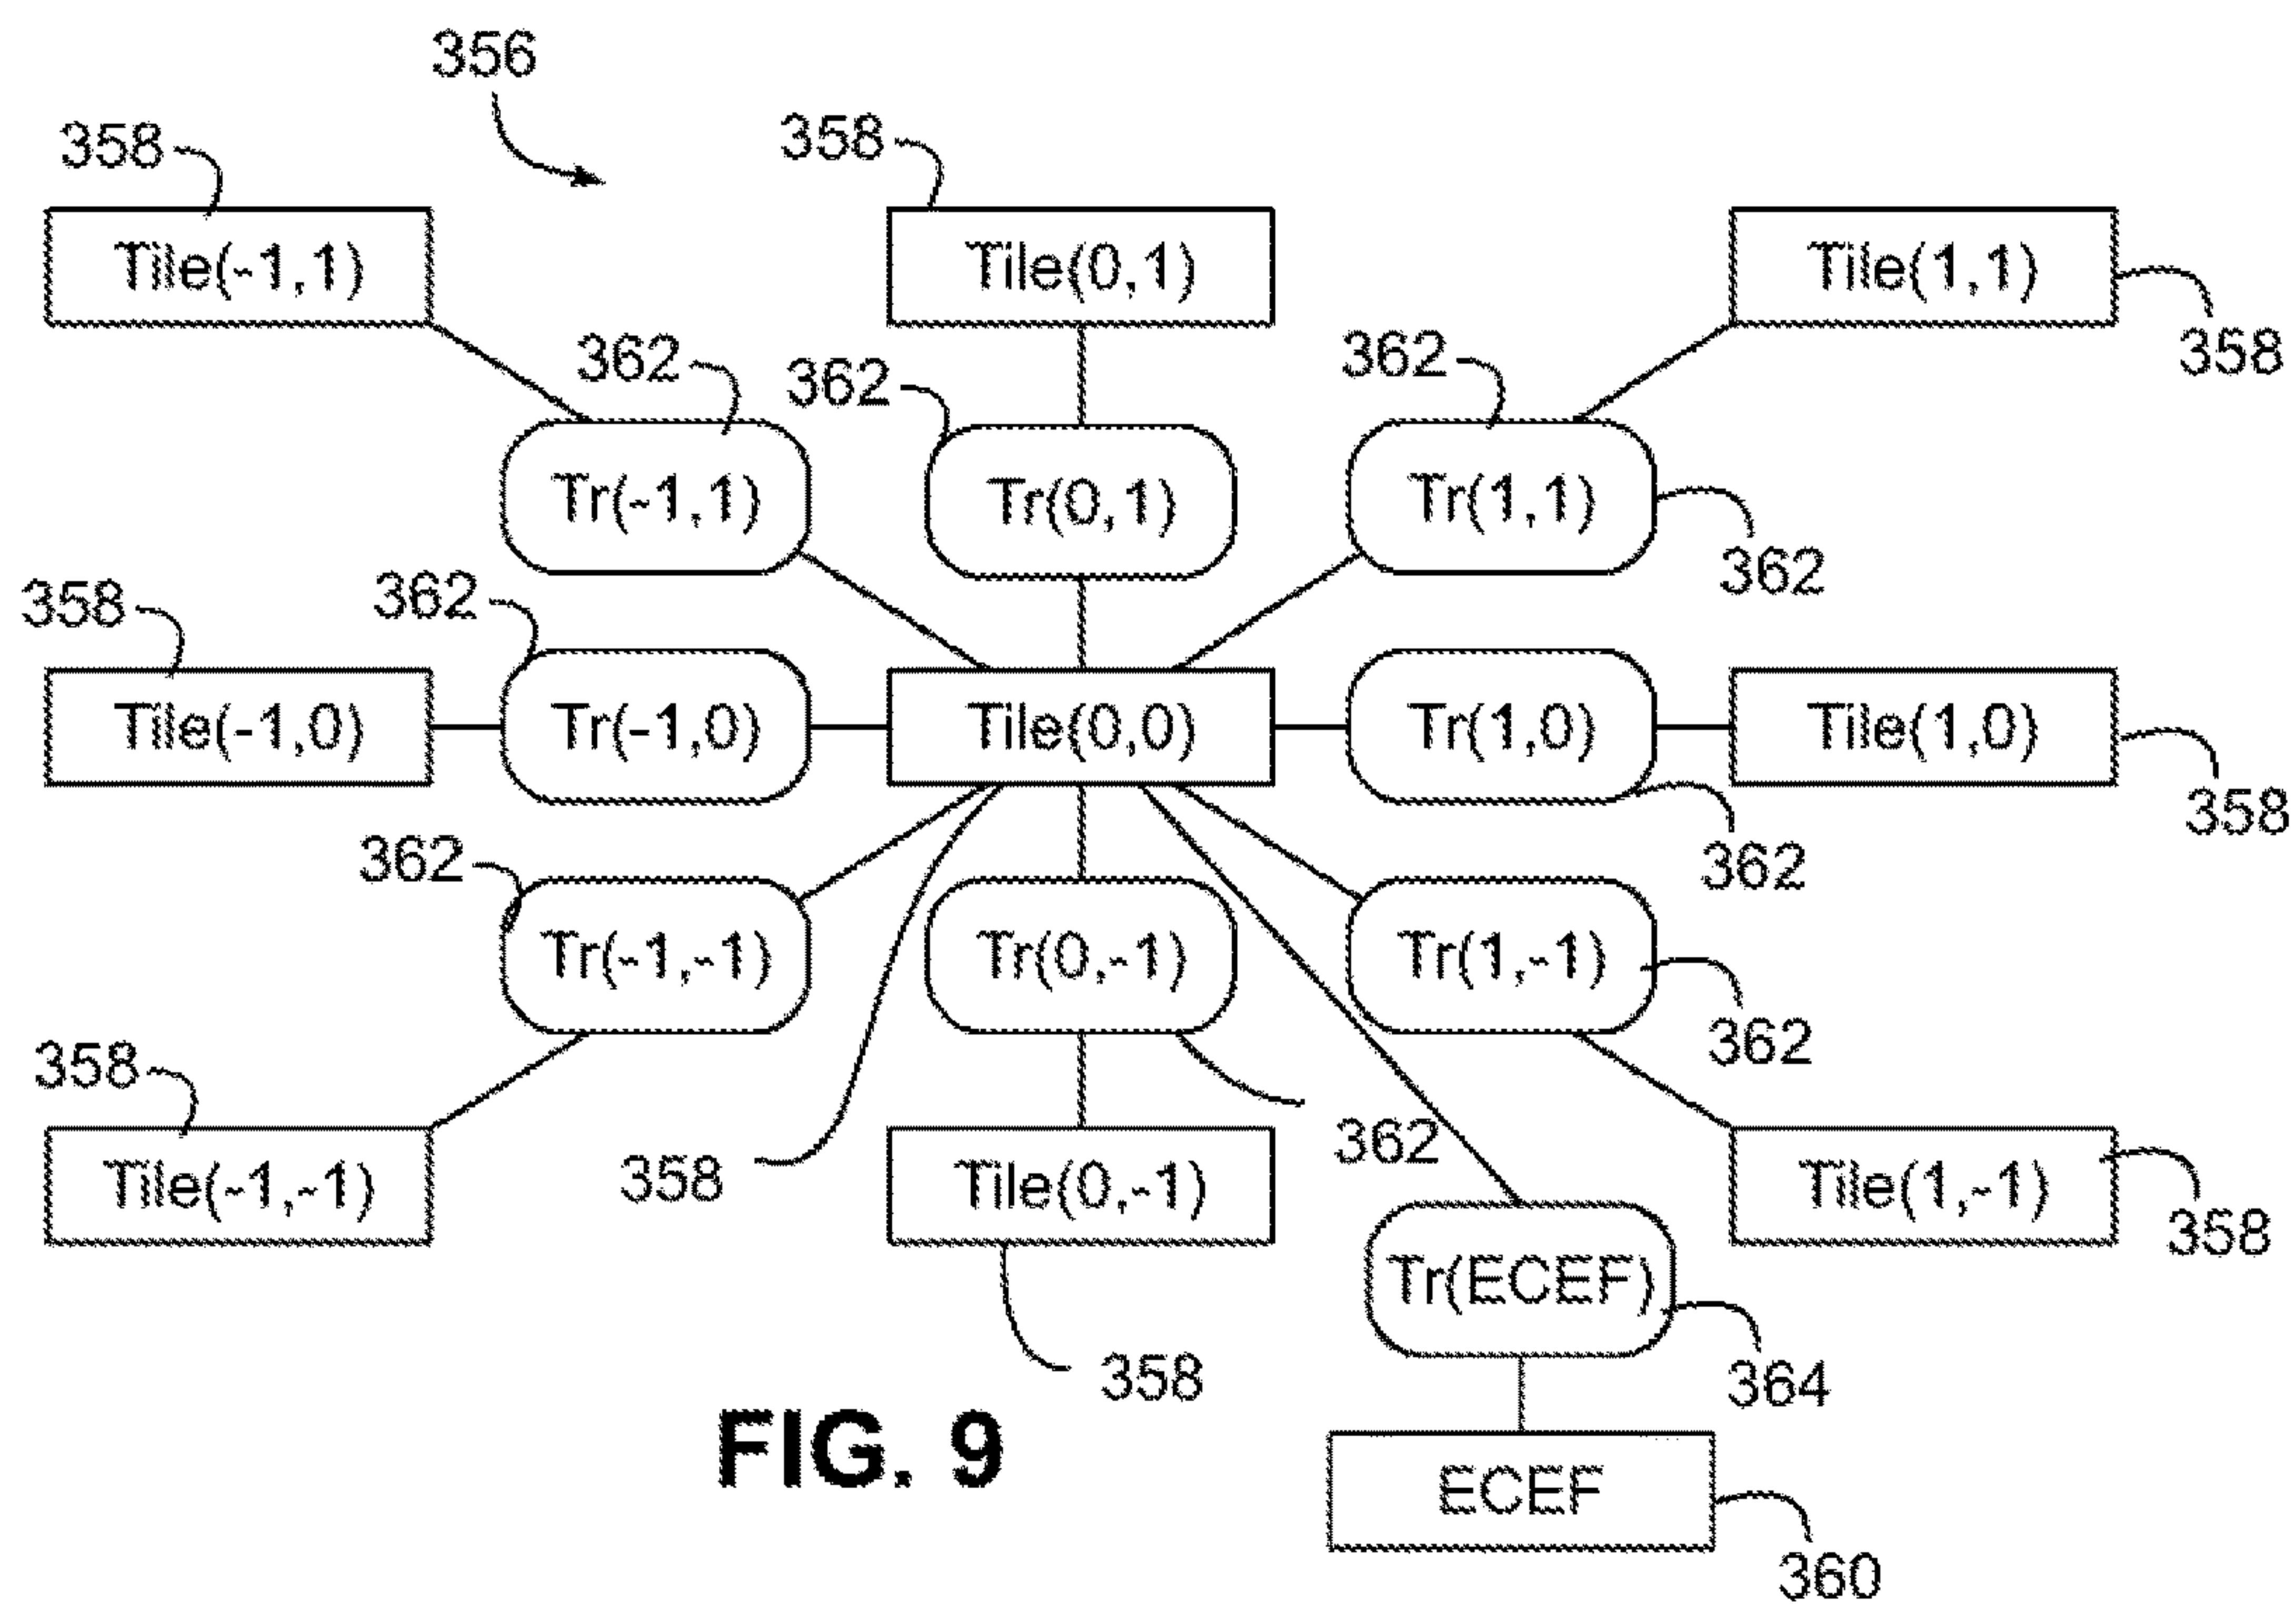 356
358
358
Tile(-1,1)
Tile(0,1)
Tile(1,1)
358
362
362
362
Tr(-1,1)
Tr(0,1)
Tr(1,1)
362
358
362
Tile(-1,0)
Tr(-1,0)
Tile(0,0)
Tr(1,0)
Tile(1,0)
358
362
362
Tr(-1,-1)
Tr(0,-1)
Tr(1,-1)
362
358
362
358
Tile(-1,-1)
Tile(0,-1)
Tile(1,-1)
358
Tr(ECEF)
358
364
FIG. 9
ECEF
360